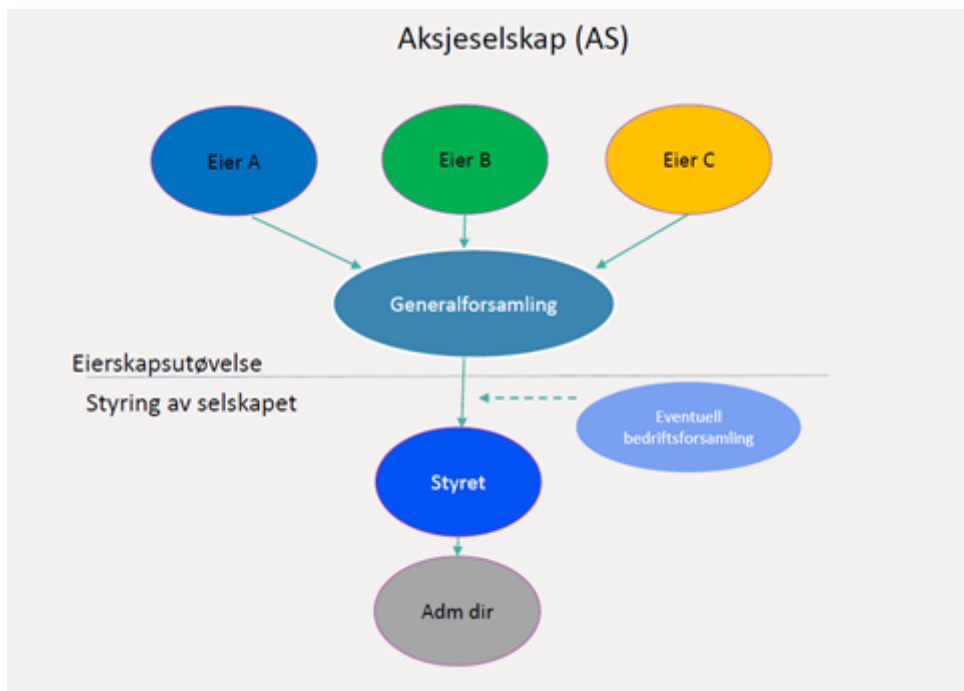 Aksjeselskap (AS)
Eier A
Eier B
Eier C
Generalforsamling
Eierskapsutøvelse
Styring av selskapet
Eventuell
bedriftsforsamling
Styret
Adm dir